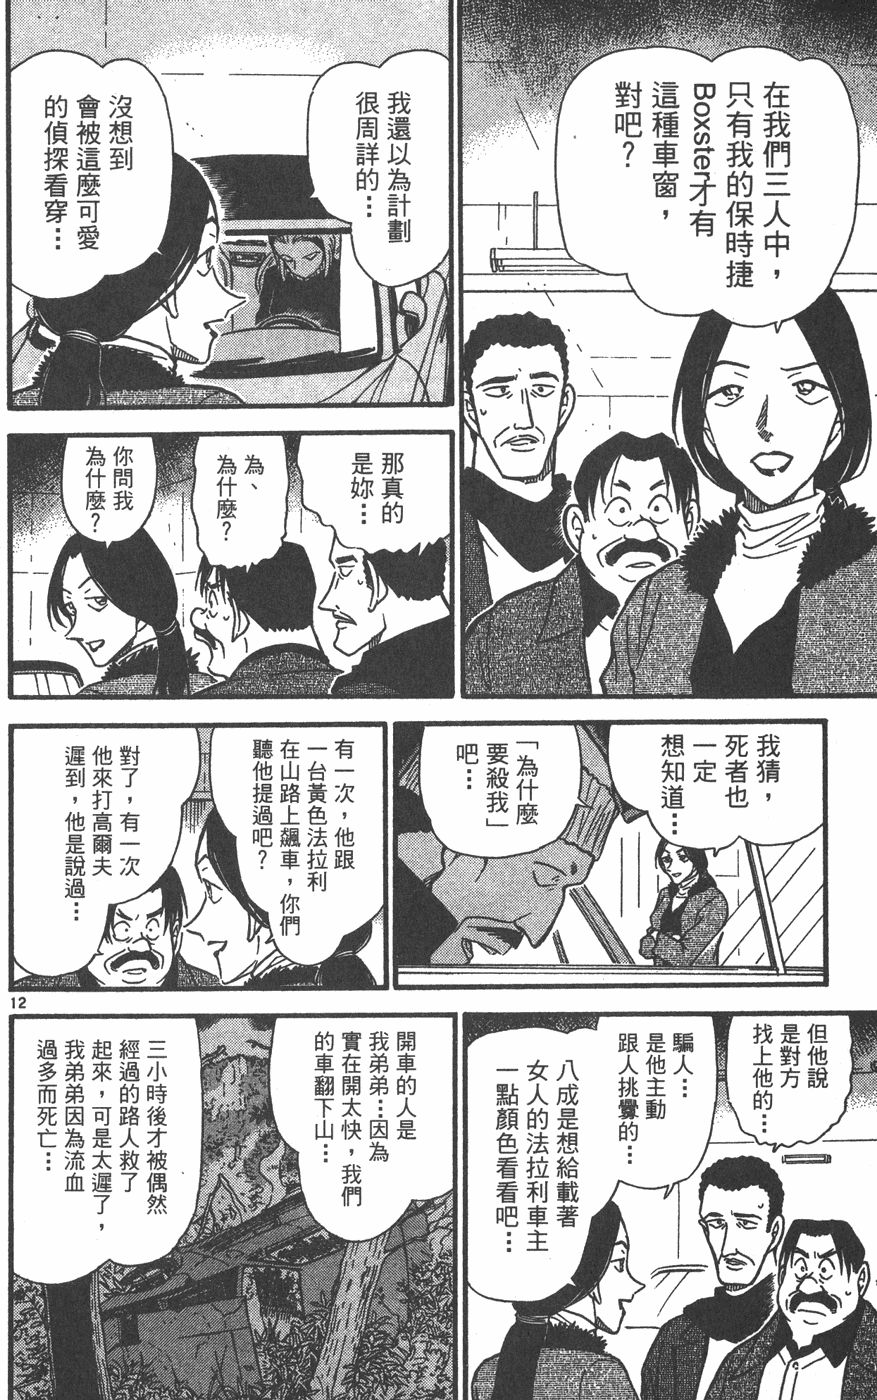 在我們三人中，
只有我的保時捷
Boxster才有
這種車窗，
對吧？
我還以為計劃
很周詳的…
沒想到
會被這麼可愛
的偵探看穿…
那真的
是妳…
為、
為什麼？
你問我
為什麼？
我猜，
死者也
一定
想知道…
「為什麼
要殺我」
吧…
有一次，他跟
一台黃色法拉利
在山路上飆車，你們
聽他提過吧？
對了，有一次
他來打高爾夫
遲到，他是說過…
12
但他說
是對方
找上他的…
騙人…
是他主動
跟人挑釁的…
八成是想給載著
女人的法拉利車主
一點顏色看看吧…
開車的人是
我弟弟…因為
實在開太快，我們
的車翻下山…
三小時後才被偶然
經過的路人救了
起來，可是太遲了，
我弟弟因為流血
過多而死亡…